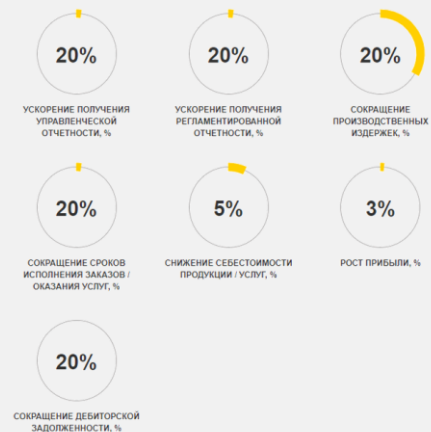 20%
УСКОРЕНИЕ ПОЛУЧЕНИЯ
УПРАВЛЕНЧЕСКОЙ
ОТЧЕТНОСТИ, %
20%
УСКОРЕНИЕ ПОЛУЧЕНИЯ
РЕГЛАМЕНТИРОВАННОЙ
ОТЧЕТНОСТИ, %
20%
СОКРАЩЕНИЕ
ПРОИЗВОДСТВЕННЫХ
ИЗДЕРЖЕК, %
20%
СОКРАЩЕНИЕ СРОКОВ
ИСПОЛНЕНИЯ ЗАКАЗОВ /
ОКАЗАНИЯ УСЛУГ, %
5%
СНИЖЕНИЕ СЕБЕСТОИМОСТИ
ПРОДУКЦИИ / УСЛУГ, %
3%
РОСТ ПРИБЫЛИ, %
20%
СОКРАЩЕНИЕ ДЕБИТОРСКОЙ
ЗАДОЛЖЕННОСТИ, %